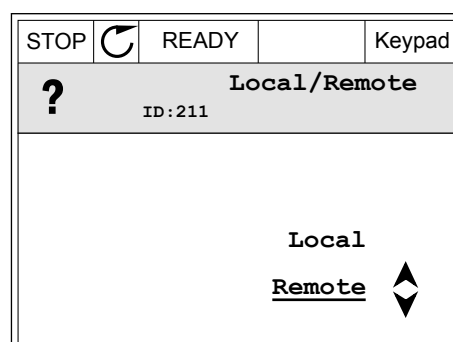 STOP READY Keypad
? Local/Remote
ID:211
Local
Remote